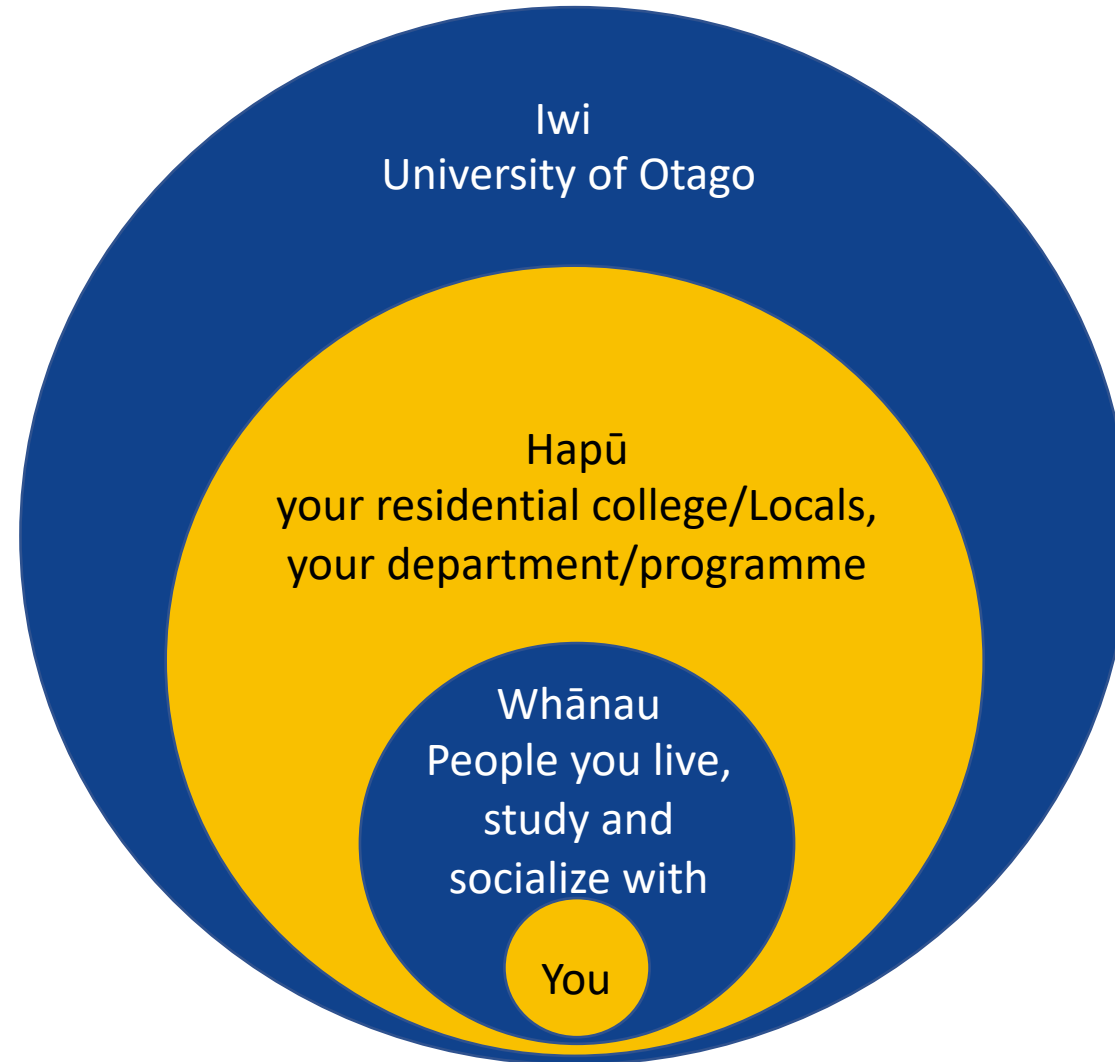 Iwi
University of Otago
Hapū
your residential college/Locals,
your department/programme
Whānau
People you live,
study and
socialize with
You